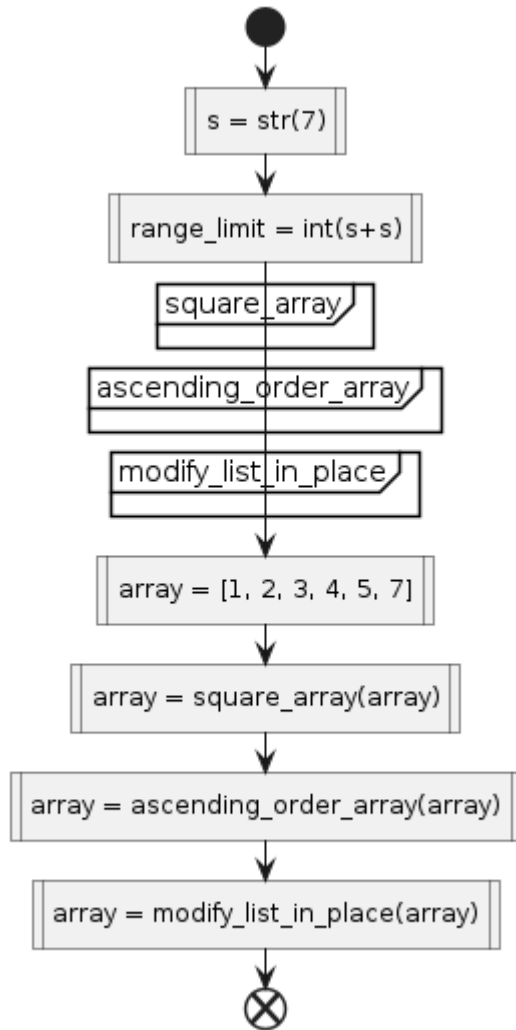 s = str(7)
range_limit = int(s+s)
square_array
ascending_order_array
modify_list_in_place
array = [1, 2, 3, 4, 5, 7]
array = square_array(array)
array = ascending_order_array(array)
array = modify_list_in_place(array)